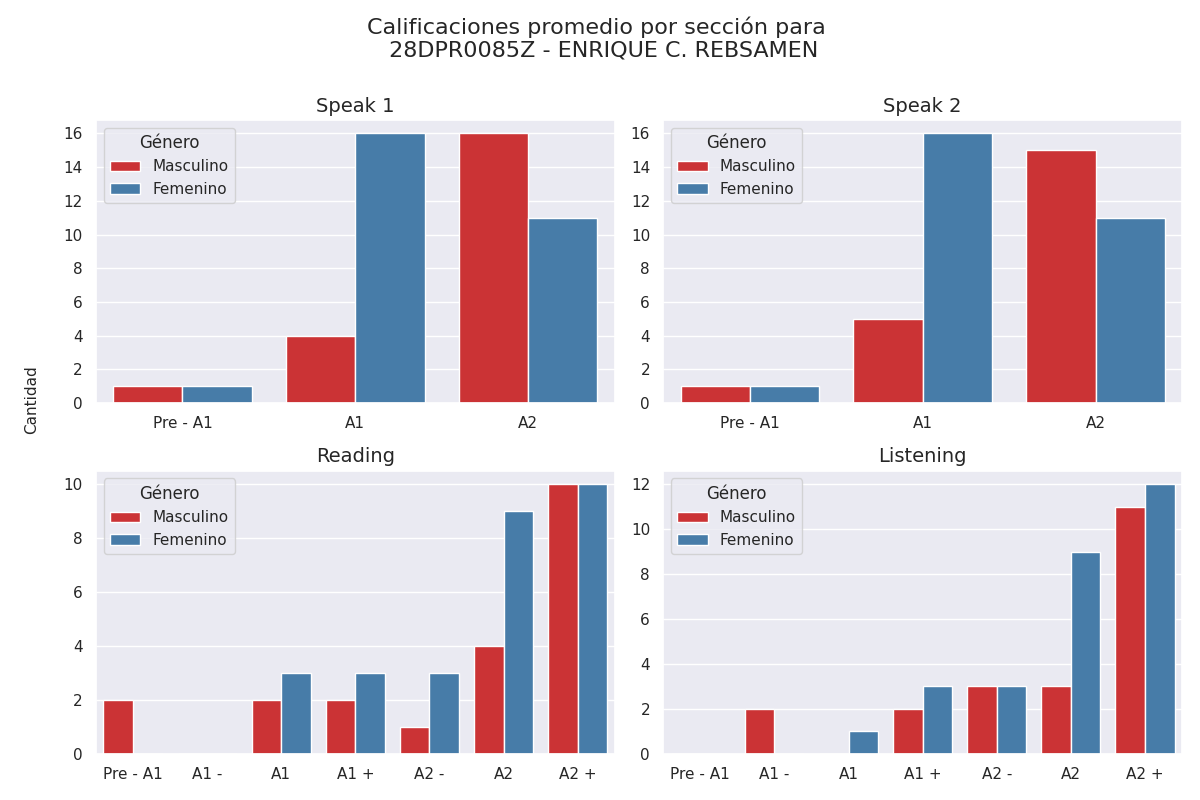 Calificaciones promedio por sección para
28DPR0085Z - ENRIQUE C. REBSAMEN
Cantidad
Speak 1
Género
Masculino
Femenino
16
14
12
10
8
6
4
2
0
Pre - A1 A1 A2
Speak 2
Género
Masculino
Femenino
16
14
12
10
8
6
4
2
0
Pre - A1 A1 A2
Reading
Género
Masculino
Femenino
10
8
6
4
2
0
Pre - A1 A1 - A1 A1 + A2 - A2 A2 +
Listening
Género
Masculino
Femenino
12
10
8
6
4
2
0
Pre - A1 A1 - A1 A1 + A2 - A2 A2 +